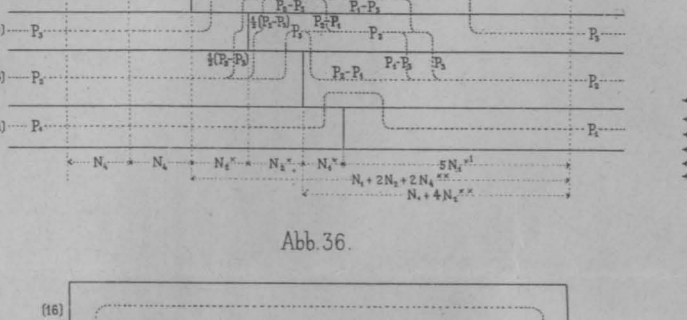 P₂-P₃ P₁-P₃
P₃ ½(P₂-P₃) P₂-P₁ P₃ P₂ P₃
P₂ ½(P₂-P₃) P₂-P₁ P₁-P₃ P₃ P₂
P₁ P₁
N₄ N₄ N₂ˣ N₂ˣ N₁ˣ 5N₂ˣ¹
N₁+2N₂+2N₄ˣˣ
N₁+4N₂ˣˣ
Abb.36.
(16)